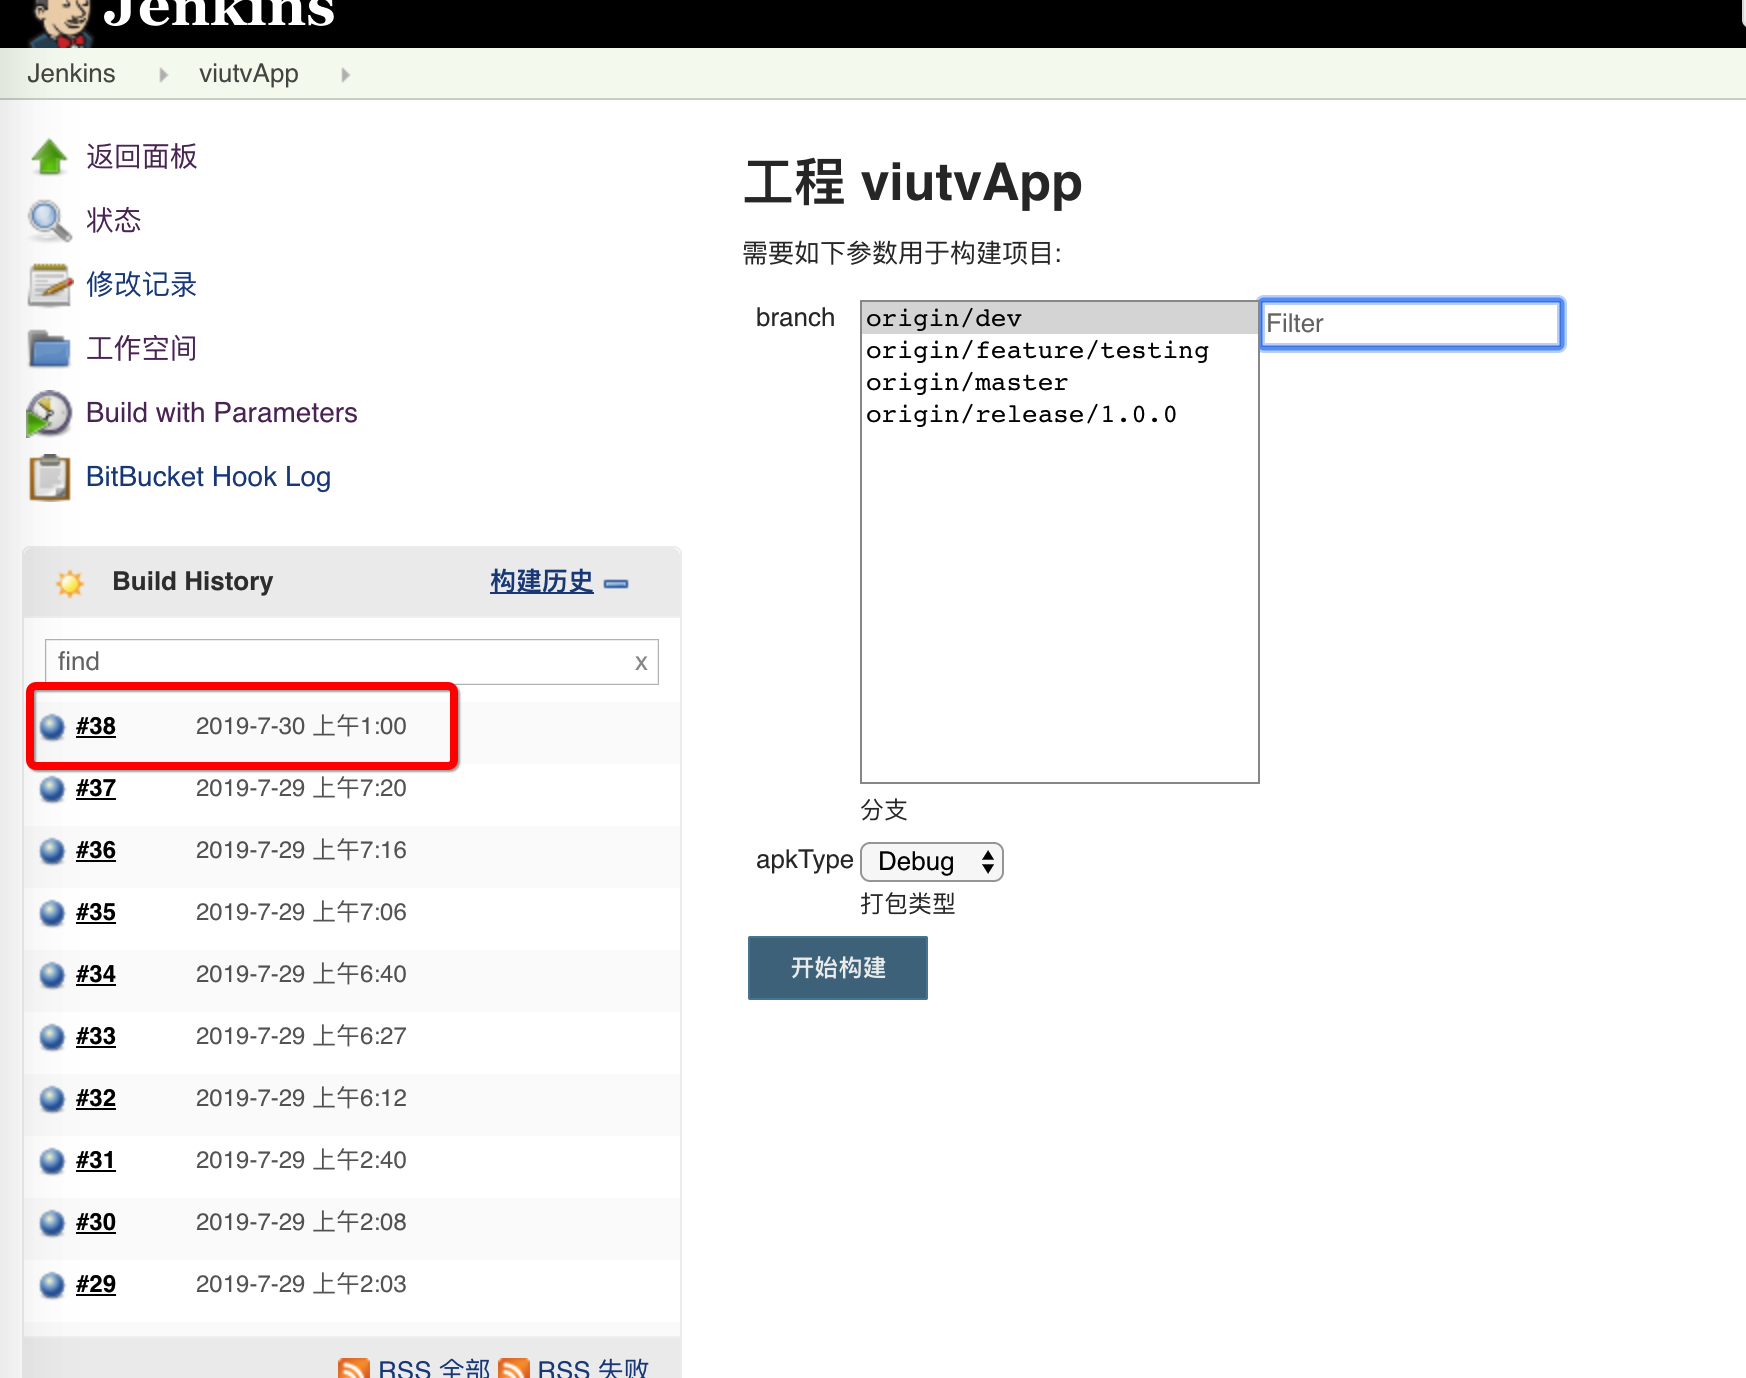 Jenkins
Jenkins viutvApp
返回面板
状态
修改记录
工作空间
Build with Parameters
BitBucket Hook Log
Build History 构建历史
find x
#38 2019-7-30 上午1:00
#37 2019-7-29 上午7:20
#36 2019-7-29 上午7:16
#35 2019-7-29 上午7:06
#34 2019-7-29 上午6:40
#33 2019-7-29 上午6:27
#32 2019-7-29 上午6:12
#31 2019-7-29 上午2:40
#30 2019-7-29 上午2:08
#29 2019-7-29 上午2:03
RSS 全部 RSS 失败
工程 viutvApp
需要如下参数用于构建项目:
branch
origin/dev
origin/feature/testing
origin/master
origin/release/1.0.0
Filter
分支
apkType Debug
打包类型
开始构建